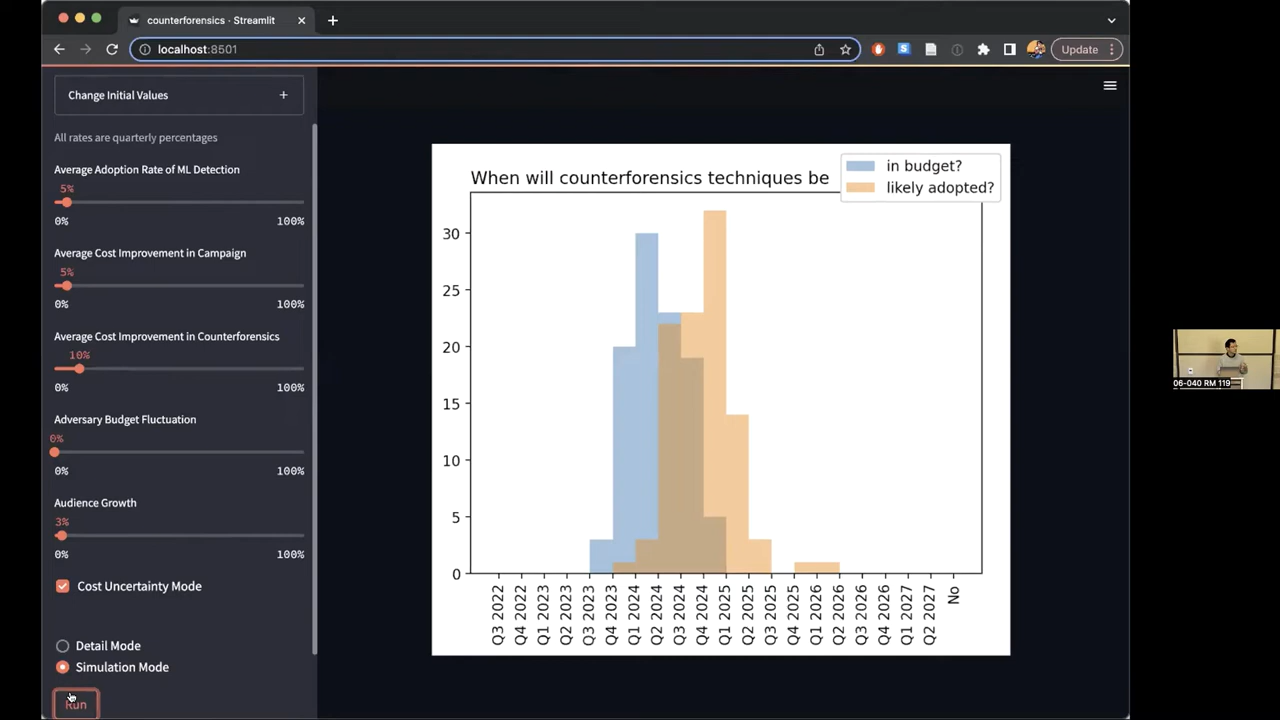 counterforensics · Streamlit
localhost:8501
Update
Change Initial Values
All rates are quarterly percentages
Average Adoption Rate of ML Detection
5%
0% 100%
Average Cost Improvement in Campaign
5%
0% 100%
Average Cost Improvement in Counterforensics
10%
0% 100%
Adversary Budget Fluctuation
0%
0% 100%
Audience Growth
3%
0% 100%
Cost Uncertainty Mode
Detail Mode
Simulation Mode
Run
When will counterforensics techniques be
in budget?
likely adopted?
30
25
20
15
10
5
0
Q3 2022
Q4 2022
Q1 2023
Q2 2023
Q3 2023
Q4 2023
Q1 2024
Q2 2024
Q3 2024
Q4 2024
Q1 2025
Q2 2025
Q3 2025
Q4 2025
Q1 2026
Q2 2026
Q3 2026
Q4 2026
Q1 2027
Q2 2027
No
06-040 RM 119